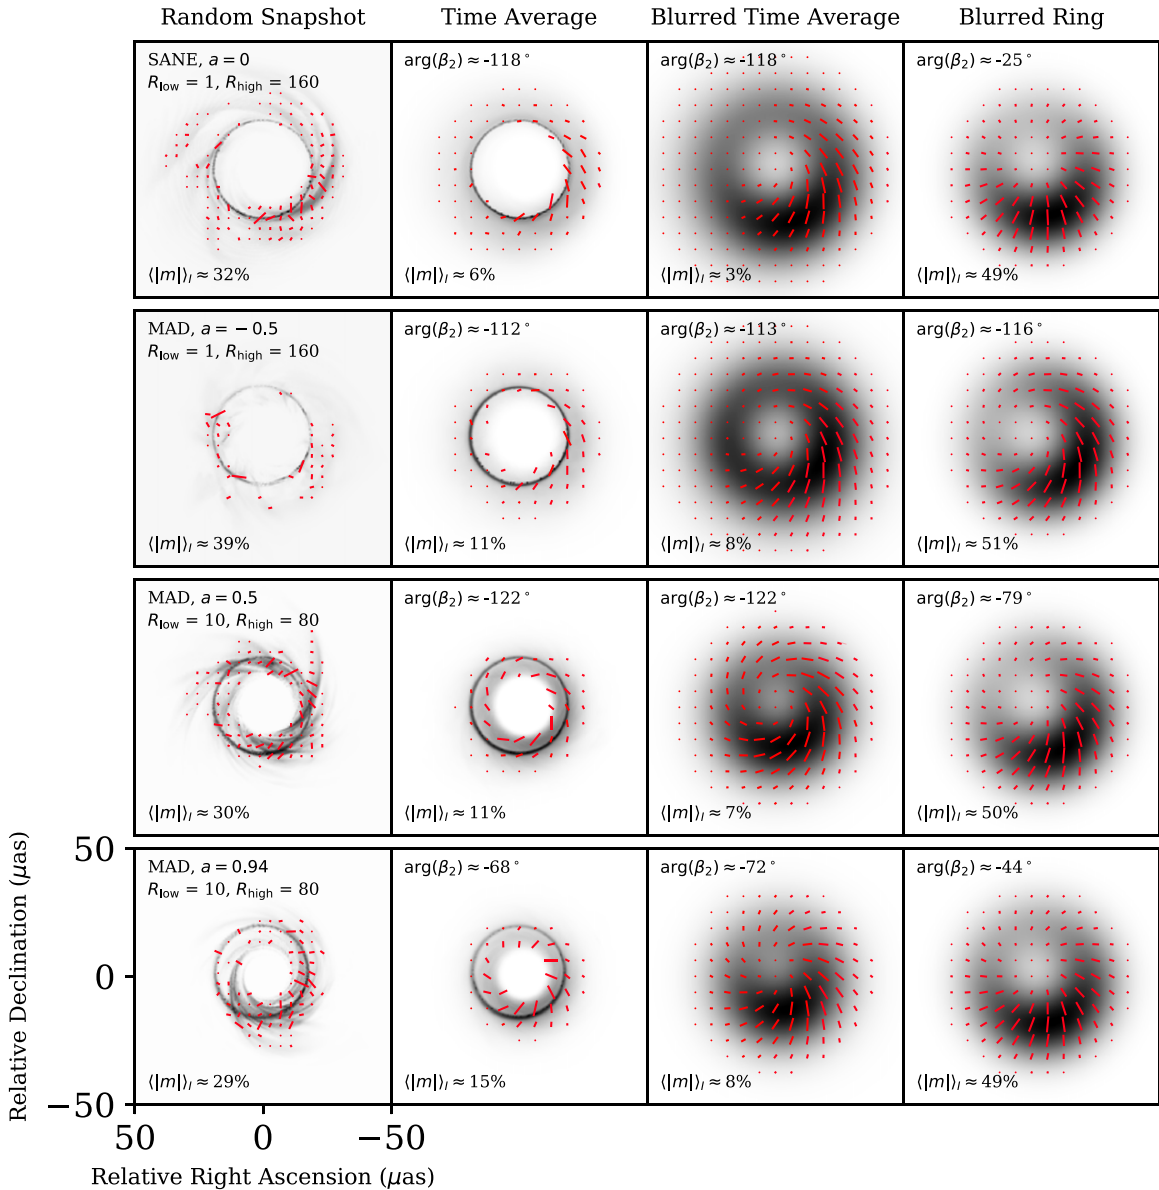 Random Snapshot Time Average Blurred Time Average Blurred Ring
SANE, a = 0
R_low = 1, R_high = 160
⟨|m|⟩_I ≈ 32%
arg(β₂) ≈ -118°
⟨|m|⟩_I ≈ 6%
arg(β₂) ≈ -118°
⟨|m|⟩_I ≈ 3%
arg(β₂) ≈ -25°
⟨|m|⟩_I ≈ 49%
MAD, a = −0.5
R_low = 1, R_high = 160
⟨|m|⟩_I ≈ 39%
arg(β₂) ≈ -112°
⟨|m|⟩_I ≈ 11%
arg(β₂) ≈ -113°
⟨|m|⟩_I ≈ 8%
arg(β₂) ≈ -116°
⟨|m|⟩_I ≈ 51%
MAD, a = 0.5
R_low = 10, R_high = 80
⟨|m|⟩_I ≈ 30%
arg(β₂) ≈ -122°
⟨|m|⟩_I ≈ 11%
arg(β₂) ≈ -122°
⟨|m|⟩_I ≈ 7%
arg(β₂) ≈ -79°
⟨|m|⟩_I ≈ 50%
MAD, a = 0.94
R_low = 10, R_high = 80
⟨|m|⟩_I ≈ 29%
arg(β₂) ≈ -68°
⟨|m|⟩_I ≈ 15%
arg(β₂) ≈ -72°
⟨|m|⟩_I ≈ 8%
arg(β₂) ≈ -44°
⟨|m|⟩_I ≈ 49%
Relative Declination (μas)
50
0
−50
50 0 −50
Relative Right Ascension (μas)